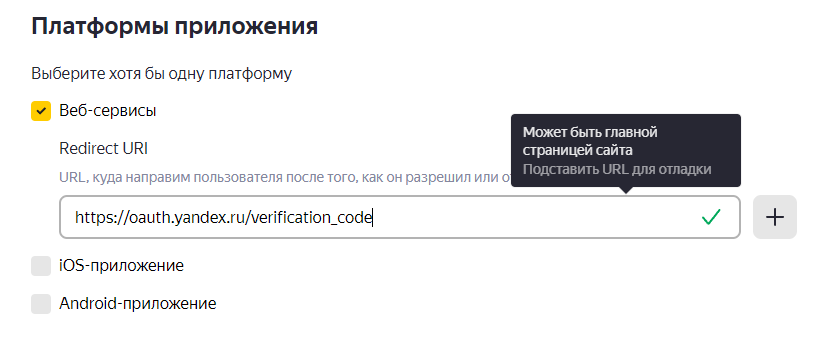 Платформы приложения
Выберите хотя бы одну платформу
Веб-сервисы
Может быть главной
страницей сайта
Подставить URL для отладки
Redirect URI
URL, куда направим пользователя после того, как он разрешил или
https://oauth.yandex.ru/verification_code
iOS-приложение
Android-приложение